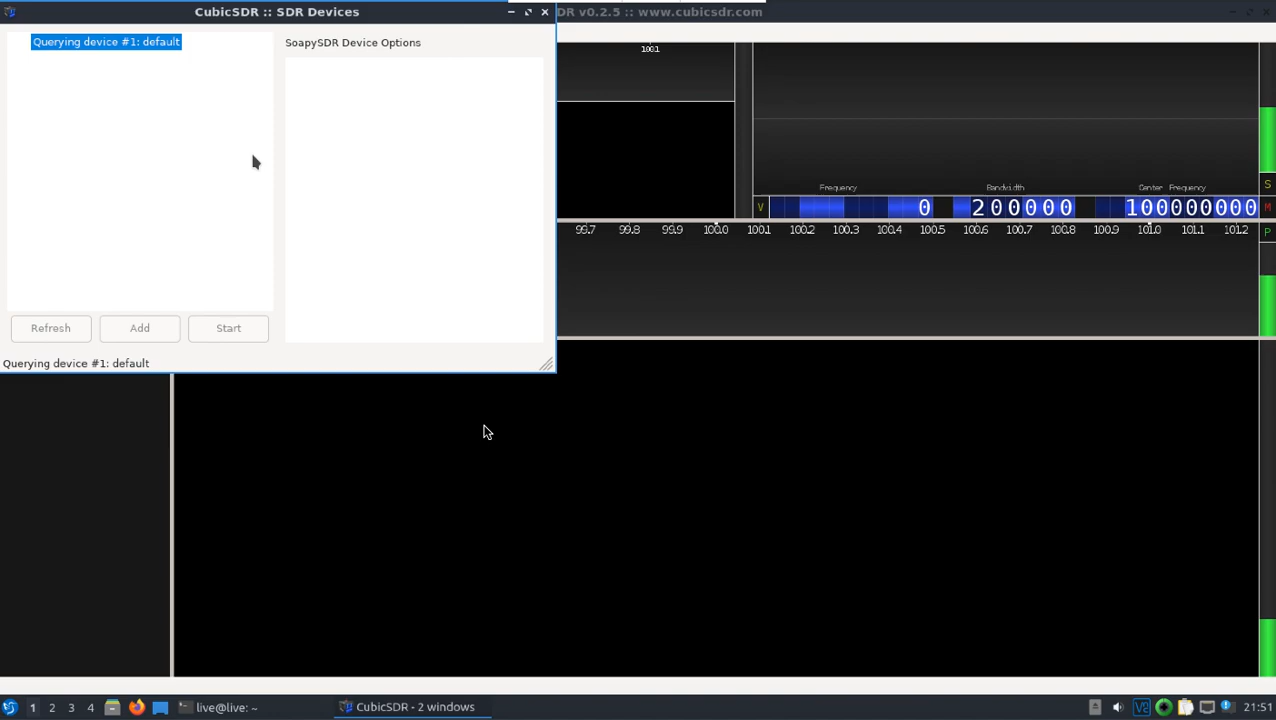 CubicSDR :: SDR Devices
DR v0.2.5 :: www.cubicsdr.com
Querying device #1: default
SoapySDR Device Options
100.1
Frequency
Bandwidth
Center Frequency
V
0
200000
100000000
S
M
P
99.7 99.8 99.9 100.0 100.1 100.2 100.3 100.4 100.5 100.6 100.7 100.8 100.9 101.0 101.1 101.2
Refresh
Add
Start
Querying device #1: default
1 2 3 4
live@live: ~
CubicSDR - 2 windows
21:51